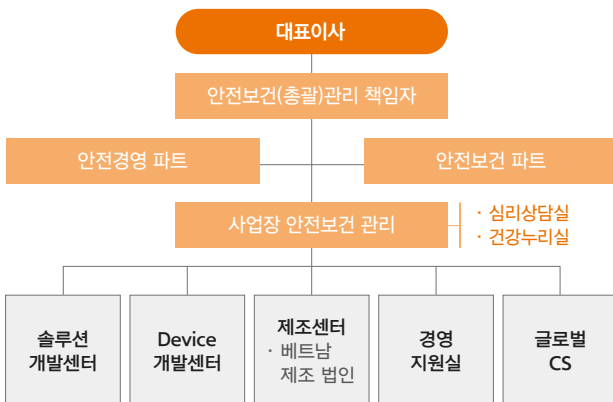 대표이사
안전보건(총괄)관리 책임자
안전경영 파트
안전보건 파트
사업장 안전보건 관리
· 심리상담실
· 건강누리실
솔루션
개발센터
Device
개발센터
제조센터
· 베트남
제조 법인
경영
지원실
글로벌
CS